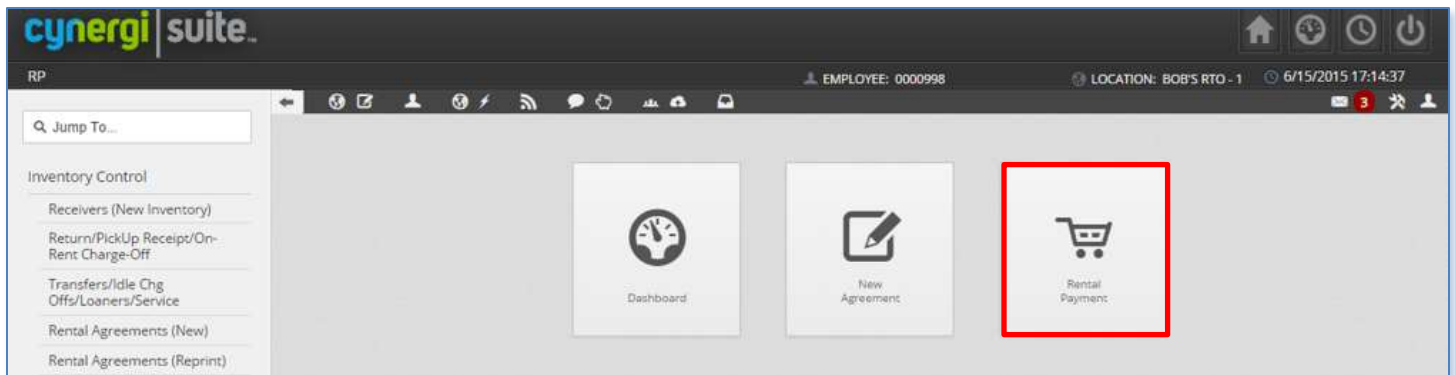 cynergi suite
RP
EMPLOYEE: 0000998
LOCATION: BOB'S RTO - 1
6/15/2015 17:14:37
3
Jump To...
Inventory Control
Receivers (New Inventory)
Return/PickUp Receipt/On-
Rent Charge-Off
Transfers/Idle Chg
Offs/Loaners/Service
Rental Agreements (New)
Rental Agreements (Reprint)
Dashboard
New
Agreement
Rental
Payment